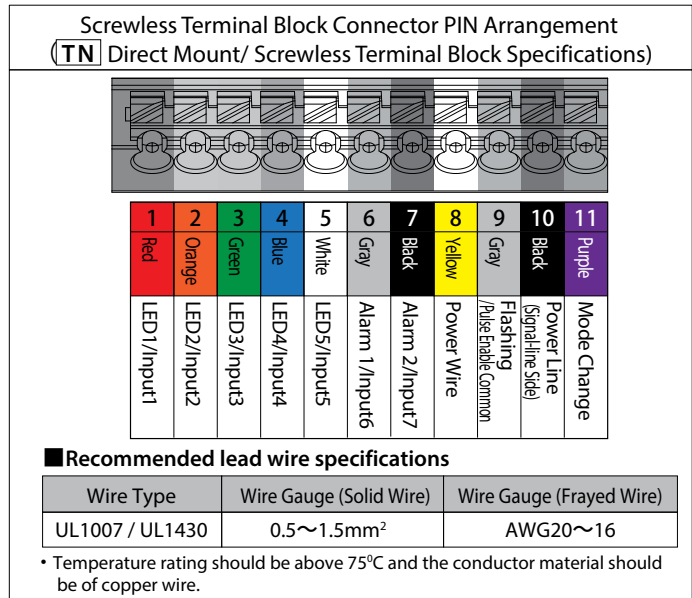 Screwless Terminal Block Connector PIN Arrangement
(TN Direct Mount/ Screwless Terminal Block Specifications)
1 2 3 4 5 6 7 8 9 10 11
Red Orange Green Blue White Gray Black Yellow Gray Black Purple
LED1/Input1
LED2/Input2
LED3/Input3
LED4/Input4
LED5/Input5
Alarm 1/Input6
Alarm 2/Input7
Power Wire
Flashing
/Pulse Enable Common
Power Line
(Signal-line Side)
Mode Change
■Recommended lead wire specifications
Wire Type Wire Gauge (Solid Wire) Wire Gauge (Frayed Wire)
UL1007 / UL1430 0.5～1.5mm² AWG20～16
・Temperature rating should be above 75⁰C and the conductor material should
be of copper wire.